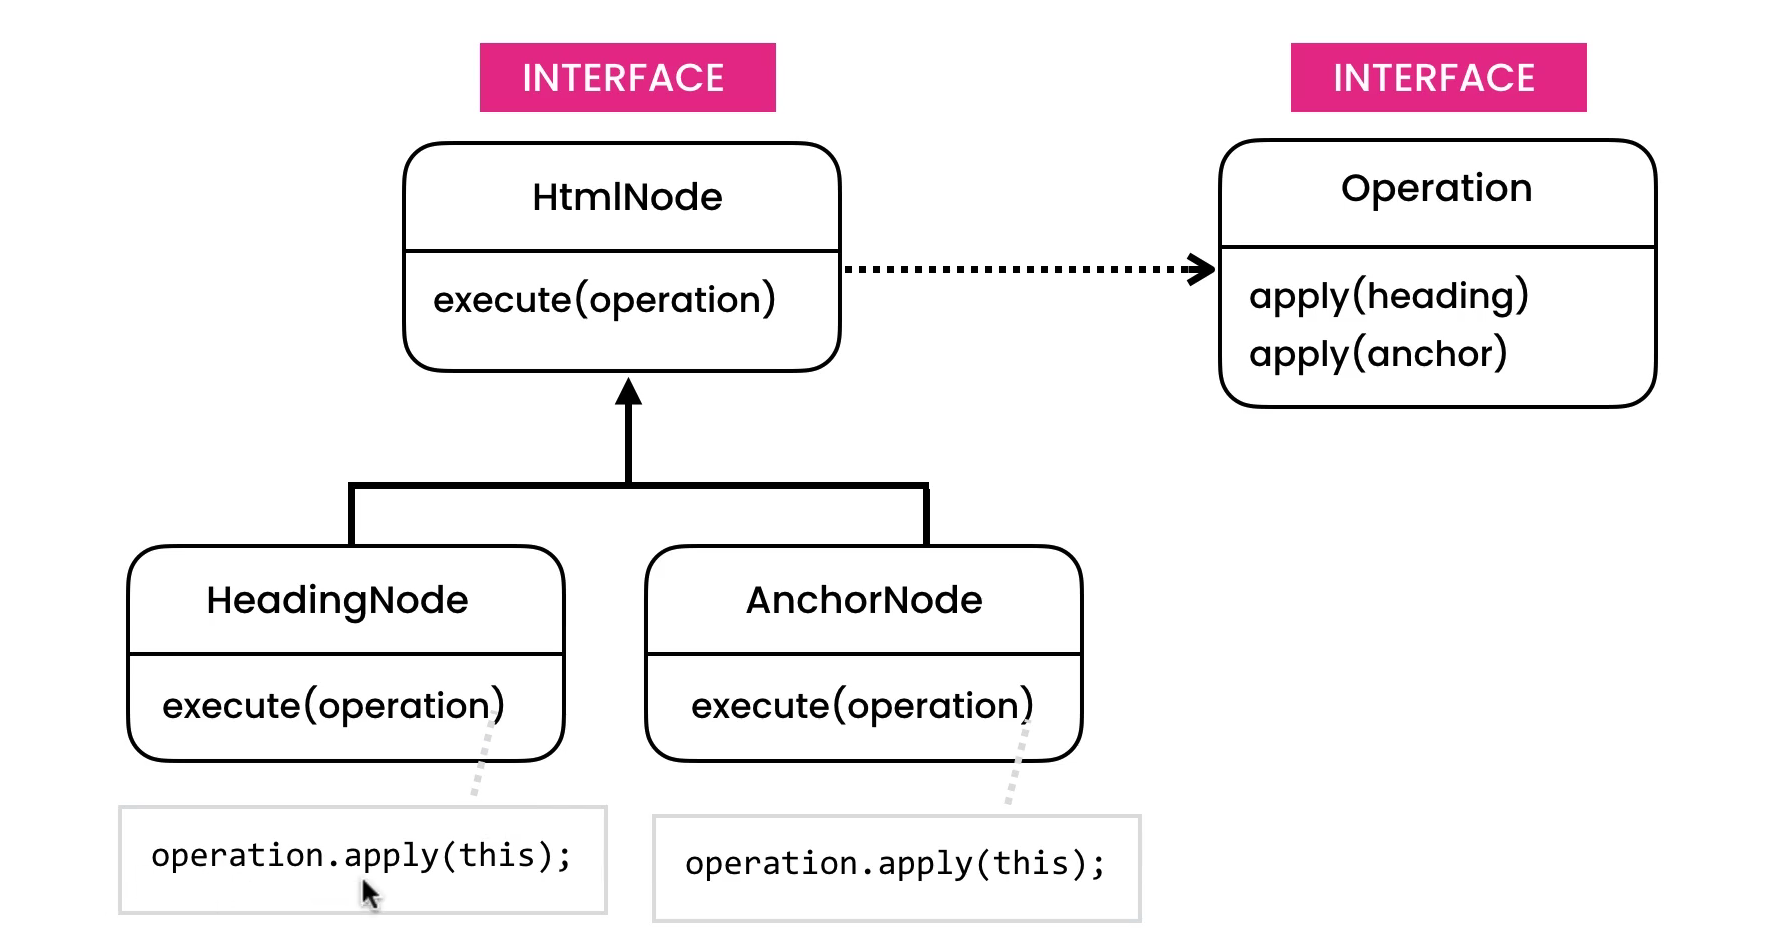 INTERFACE
INTERFACE
HtmlNode
execute(operation)
Operation
apply(heading)
apply(anchor)
HeadingNode
execute(operation)
AnchorNode
execute(operation)
operation.apply(this);
operation.apply(this);